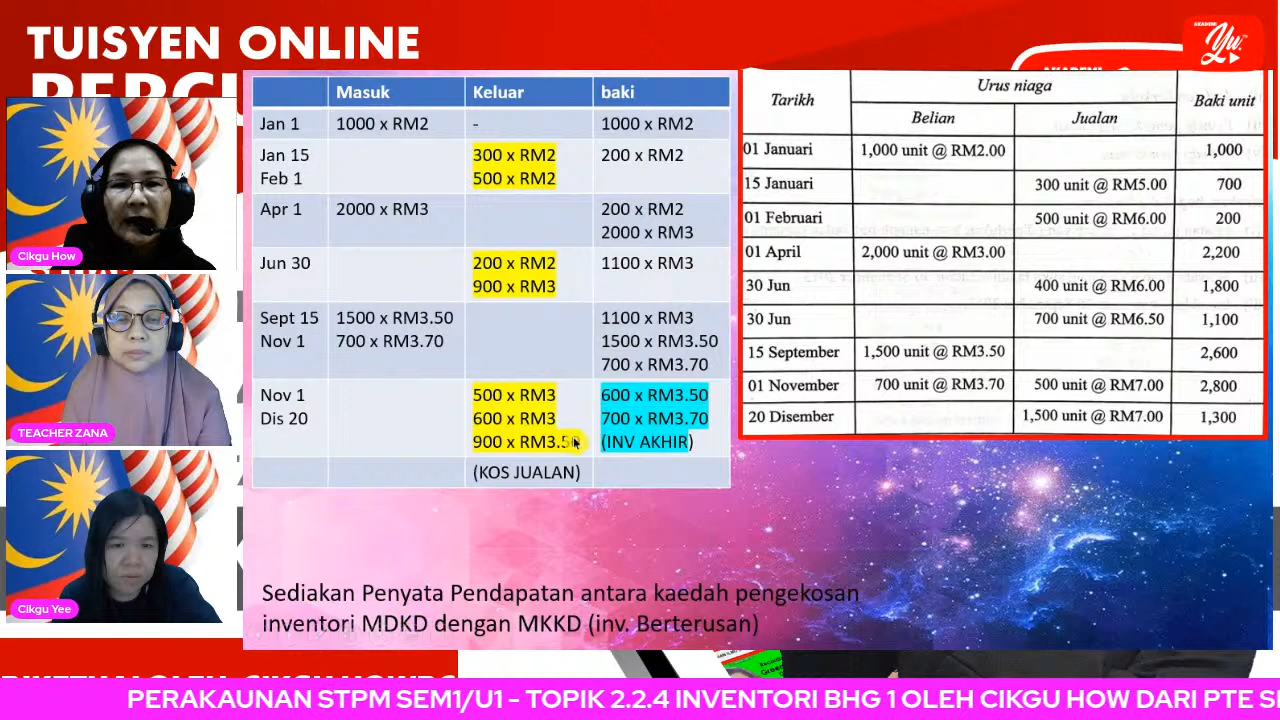 TUISYEN ONLINE
AKADEMI
Yu
Cikgu How
TEACHER ZANA
Cikgu Yee
Masuk Keluar baki
Jan 1 1000 x RM2 - 1000 x RM2
Jan 15 300 x RM2 200 x RM2
Feb 1 500 x RM2
Apr 1 2000 x RM3 200 x RM2
2000 x RM3
Jun 30 200 x RM2 1100 x RM3
900 x RM3
Sept 15 1500 x RM3.50 1100 x RM3
Nov 1 700 x RM3.70 1500 x RM3.50
700 x RM3.70
Nov 1 500 x RM3 600 x RM3.50
Dis 20 600 x RM3 700 x RM3.70
900 x RM3.50 (INV AKHIR)
(KOS JUALAN)
Tarikh Urus niaga Baki unit
Belian Jualan
01 Januari 1,000 unit @ RM2.00 1,000
15 Januari 300 unit @ RM5.00 700
01 Februari 500 unit @ RM6.00 200
01 April 2,000 unit @ RM3.00 2,200
30 Jun 400 unit @ RM6.00 1,800
30 Jun 700 unit @ RM6.50 1,100
15 September 1,500 unit @ RM3.50 2,600
01 November 700 unit @ RM3.70 500 unit @ RM7.00 2,800
20 Disember 1,500 unit @ RM7.00 1,300
Sediakan Penyata Pendapatan antara kaedah pengekosan
inventori MDKD dengan MKKD (inv. Berterusan)
PERAKAUNAN STPM SEM1/U1 - TOPIK 2.2.4 INVENTORI BHG 1 OLEH CIKGU HOW DARI PTE